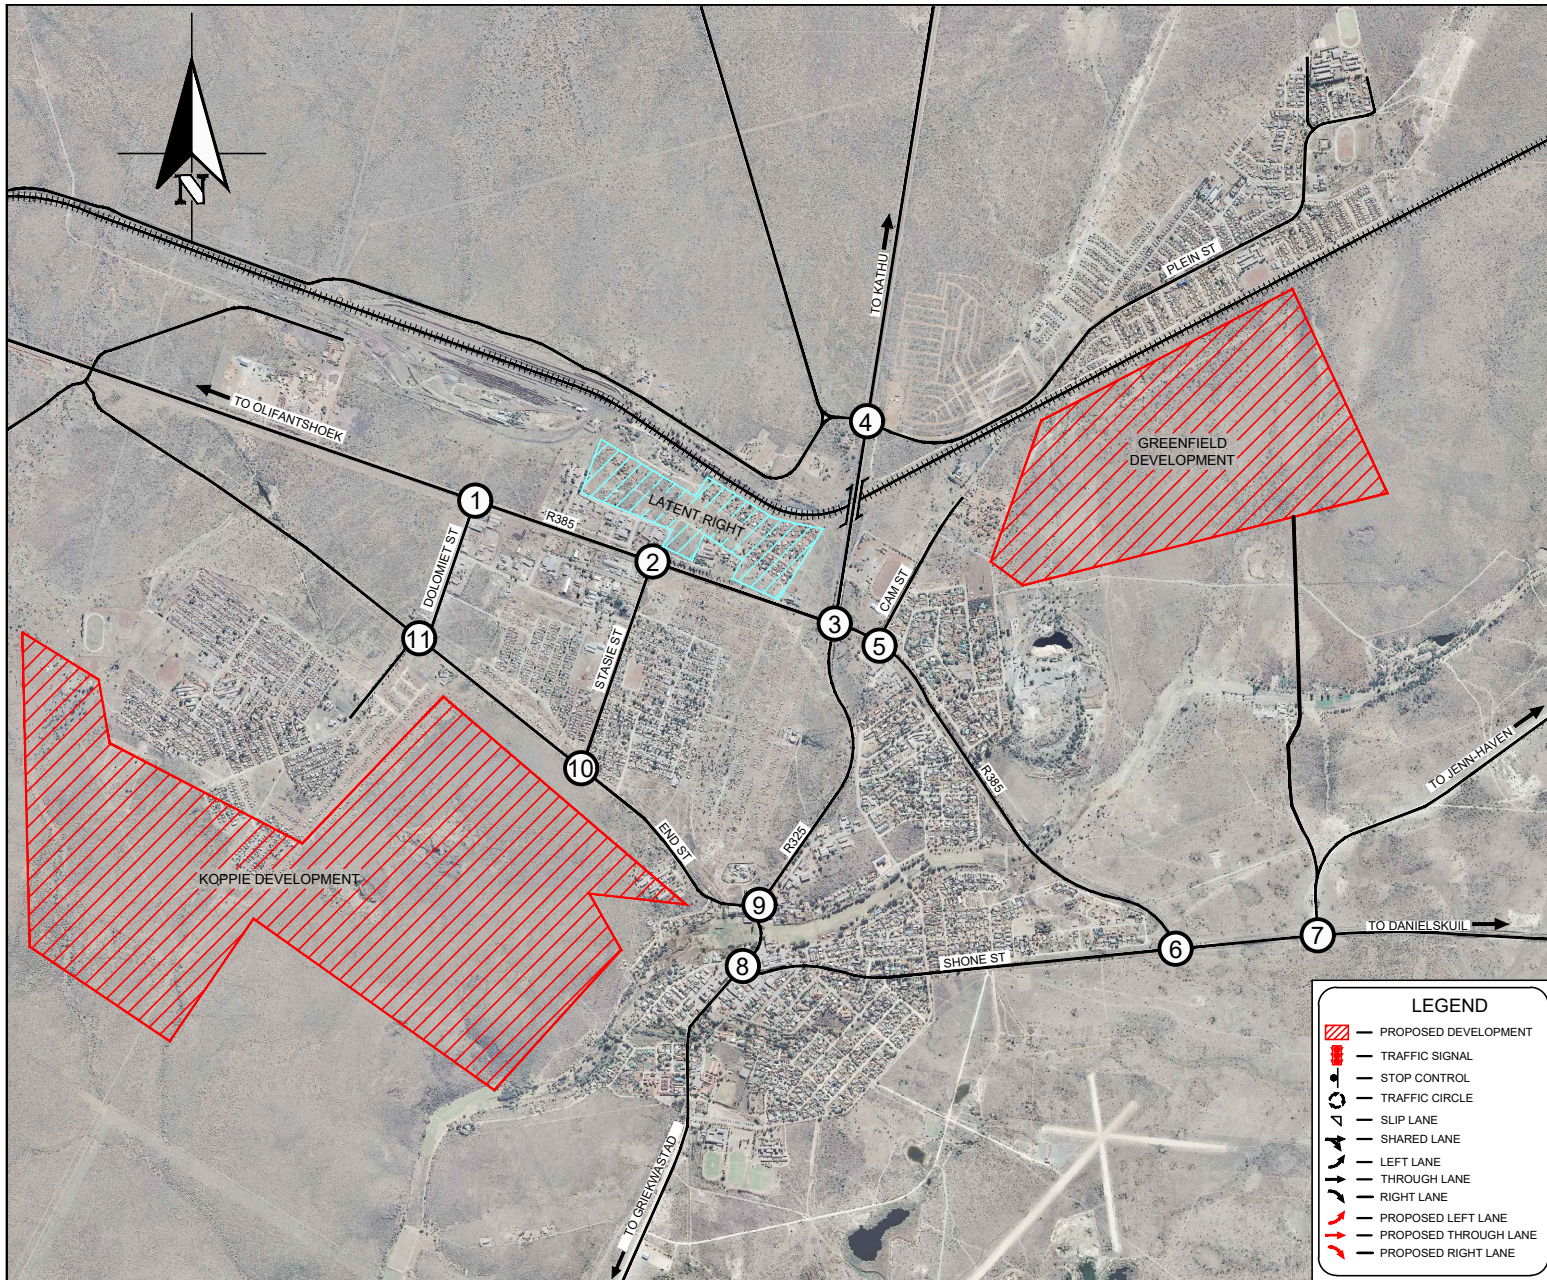 N
TO KATHU
PLEIN ST
TO OLIFANTSHOEK
4
GREENFIELD
DEVELOPMENT
1
R385
LATENT RIGHT
DOLOMIET ST
2
CAM ST
3
5
11
STASIE ST
10
R385
TO JENN-HAVEN
END ST
R325
KOPPIE DEVELOPMENT
9
TO DANIELSKUIL
7
6
SHONE ST
8
TO GRIEKWASTAD
LEGEND
PROPOSED DEVELOPMENT
TRAFFIC SIGNAL
STOP CONTROL
TRAFFIC CIRCLE
SLIP LANE
SHARED LANE
LEFT LANE
THROUGH LANE
RIGHT LANE
PROPOSED LEFT LANE
PROPOSED THROUGH LANE
PROPOSED RIGHT LANE